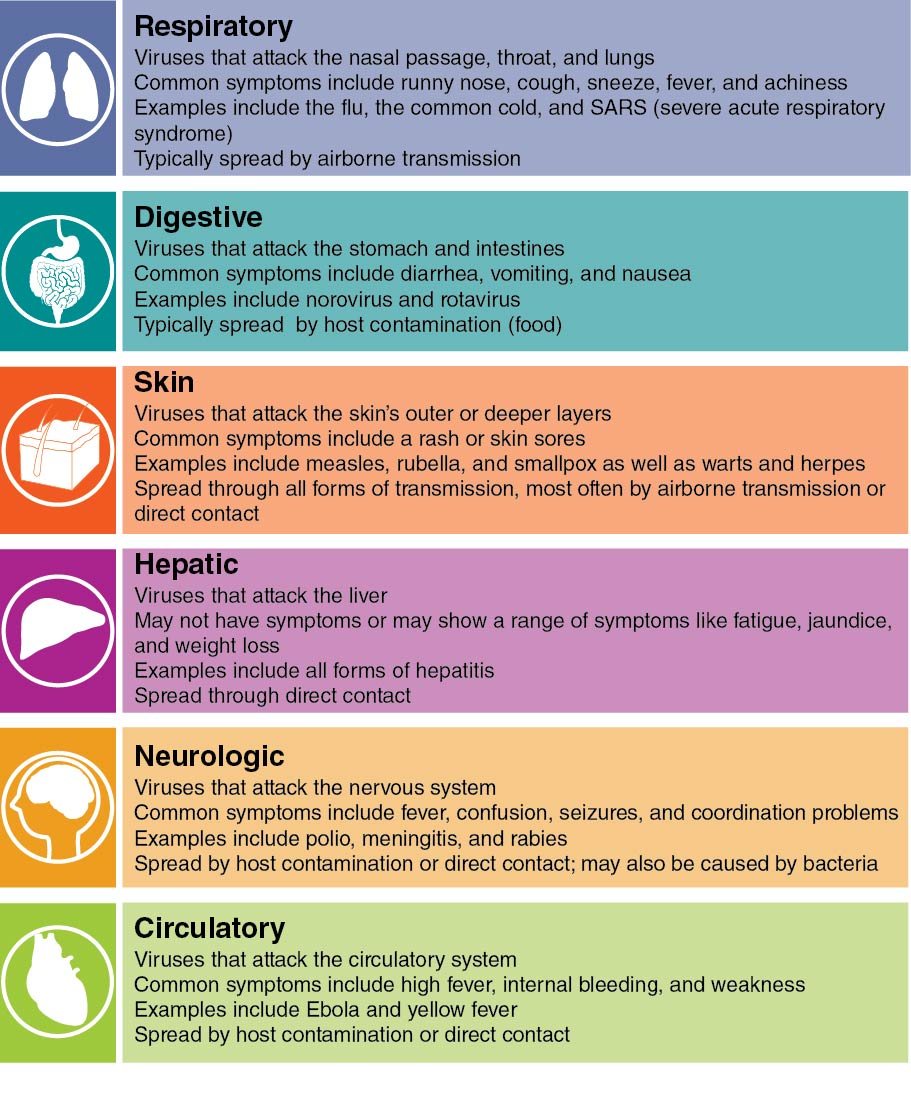 Respiratory
Viruses that attack the nasal passage, throat, and lungs
Common symptoms include runny nose, cough, sneeze, fever, and achiness
Examples include the flu, the common cold, and SARS (severe acute respiratory
syndrome)
Typically spread by airborne transmission
Digestive
Viruses that attack the stomach and intestines
Common symptoms include diarrhea, vomiting, and nausea
Examples include norovirus and rotavirus
Typically spread  by host contamination (food)
Skin
Viruses that attack the skin’s outer or deeper layers
Common symptoms include a rash or skin sores
Examples include measles, rubella, and smallpox as well as warts and herpes
Spread through all forms of transmission, most often by airborne transmission or
direct contact
Hepatic
Viruses that attack the liver
May not have symptoms or may show a range of symptoms like fatigue, jaundice,
and weight loss
Examples include all forms of hepatitis
Spread through direct contact
Neurologic
Viruses that attack the nervous system
Common symptoms include fever, confusion, seizures, and coordination problems
Examples include polio, meningitis, and rabies
Spread by host contamination or direct contact; may also be caused by bacteria
Circulatory
Viruses that attack the circulatory system
Common symptoms include high fever, internal bleeding, and weakness
Examples include Ebola and yellow fever
Spread by host contamination or direct contact